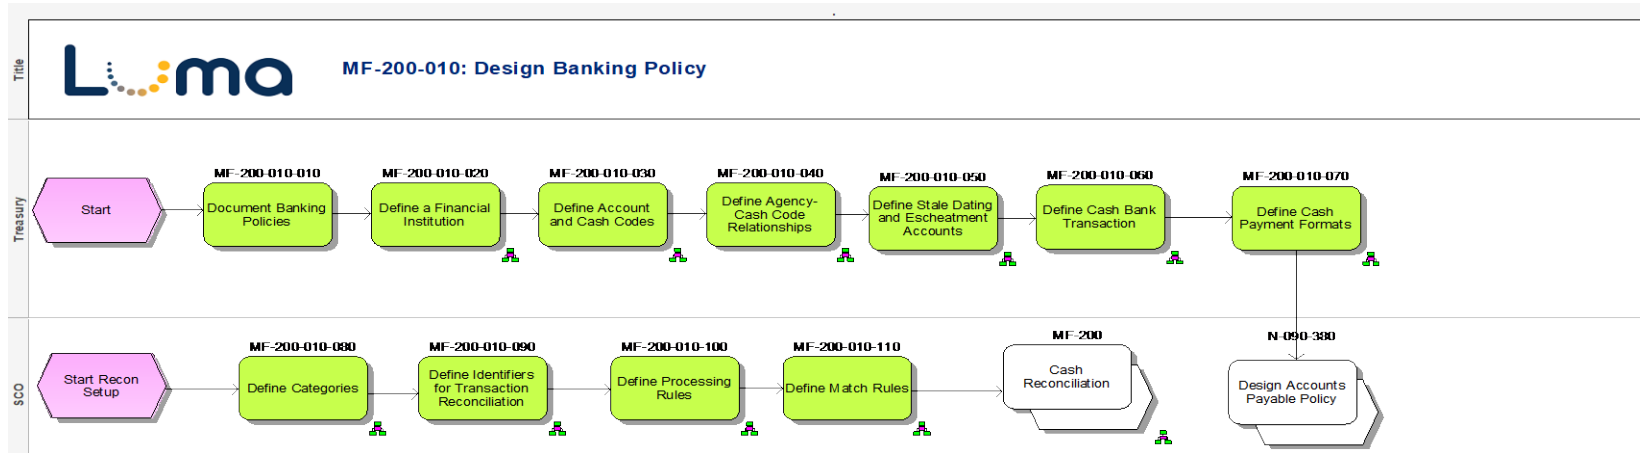 Title
Luma
MF-200-010: Design Banking Policy
Treasury
Start
MF-200-010-010
Document Banking
Policies
MF-200-010-020
Define a Financial
Institution
MF-200-010-030
Define Account
and Cash Codes
MF-200-010-040
Define Agency-
Cash Code
Relationships
MF-200-010-050
Define Stale Dating
and Escheatment
Accounts
MF-200-010-060
Define Cash Bank
Transaction
MF-200-010-070
Define Cash
Payment Formats
SCO
Start Recon
Setup
MF-200-010-080
Define Categories
MF-200-010-090
Define Identifiers
for Transaction
Reconciliation
MF-200-010-100
Define Processing
Rules
MF-200-010-110
Define Match Rules
MF-200
Cash
Reconciliation
N-090-380
Design Accounts
Payable Policy